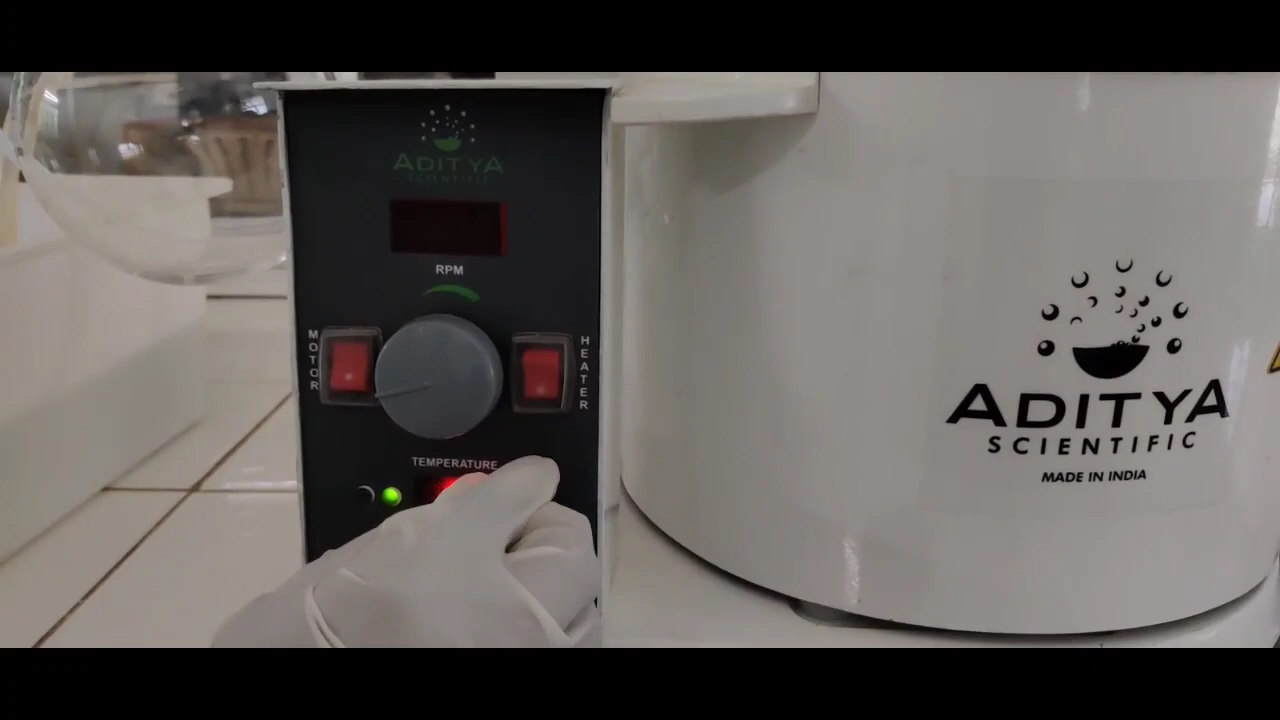 ADITYA
SCIENTIFIC
RPM
MOTOR
HEATER
TEMPERATURE
ADITYA
SCIENTIFIC
MADE IN INDIA